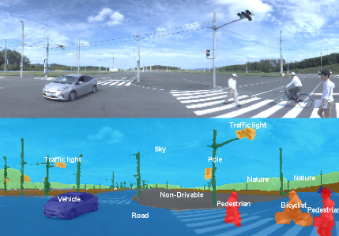 Traffic light
Sky
Traffic light
Pole
Nature
Nature
Vehicle
Non-Drivable
Pedestrian
Bicyclist
Pedestrian
Road